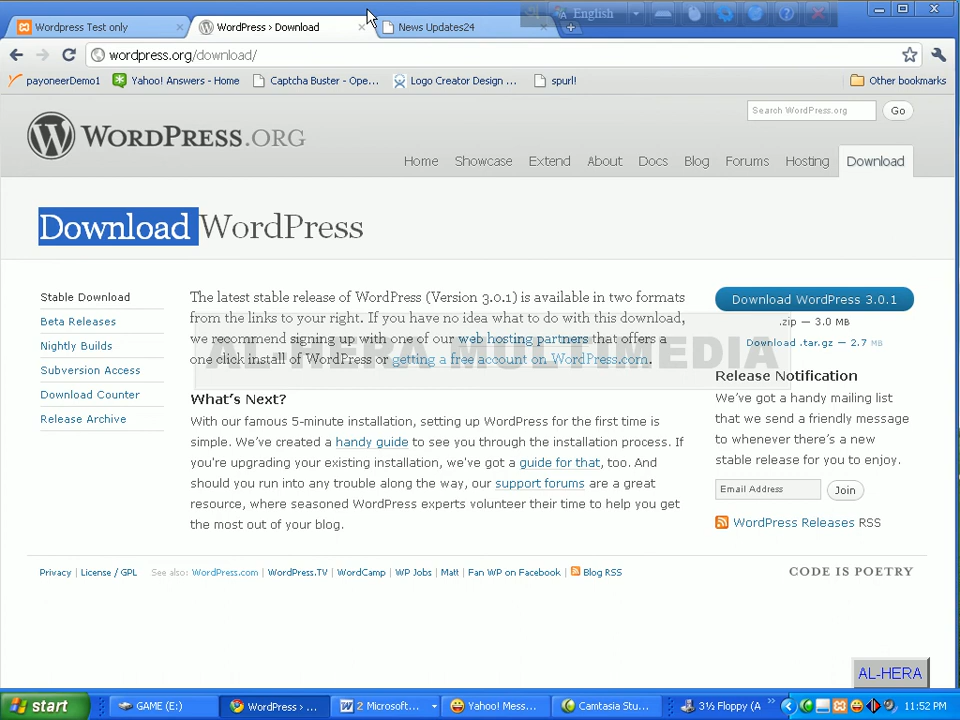 Wordpress Test only
WordPress › Download
News Updates24
English
wordpress.org/download/
payoneerDemo1
Yahoo! Answers - Home
Captcha Buster - Ope...
Logo Creator Design ...
spurl!
Other bookmarks
WORDPRESS.ORG
Search WordPress.org
Go
Home
Showcase
Extend
About
Docs
Blog
Forums
Hosting
Download
Download WordPress
Stable Download
Beta Releases
Nightly Builds
Subversion Access
Download Counter
Release Archive
The latest stable release of WordPress (Version 3.0.1) is available in two formats
from the links to your right. If you have no idea what to do with this download,
we recommend signing up with one of our web hosting partners that offers a
one click install of WordPress or getting a free account on WordPress.com.
AL-HERA MULTIMEDIA
What's Next?
With our famous 5-minute installation, setting up WordPress for the first time is
simple. We've created a handy guide to see you through the installation process. If
you're upgrading your existing installation, we've got a guide for that, too. And
should you run into any trouble along the way, our support forums are a great
resource, where seasoned WordPress experts volunteer their time to help you get
the most out of your blog.
Download WordPress 3.0.1
.zip — 3.0 MB
Download .tar.gz — 2.7 MB
Release Notification
We've got a handy mailing list
that we send a friendly message
to whenever there's a new
stable release for you to enjoy.
Email Address
Join
WordPress Releases RSS
Privacy | License / GPL
See also: WordPress.com | WordPress.TV | WordCamp | WP Jobs | Matt | Fan WP on Facebook | Blog RSS
CODE IS POETRY
AL-HERA
start
GAME (E:)
WordPress › ...
2 Microsoft...
Yahoo! Mess...
Camtasia Stu...
3½ Floppy (A
11:52 PM